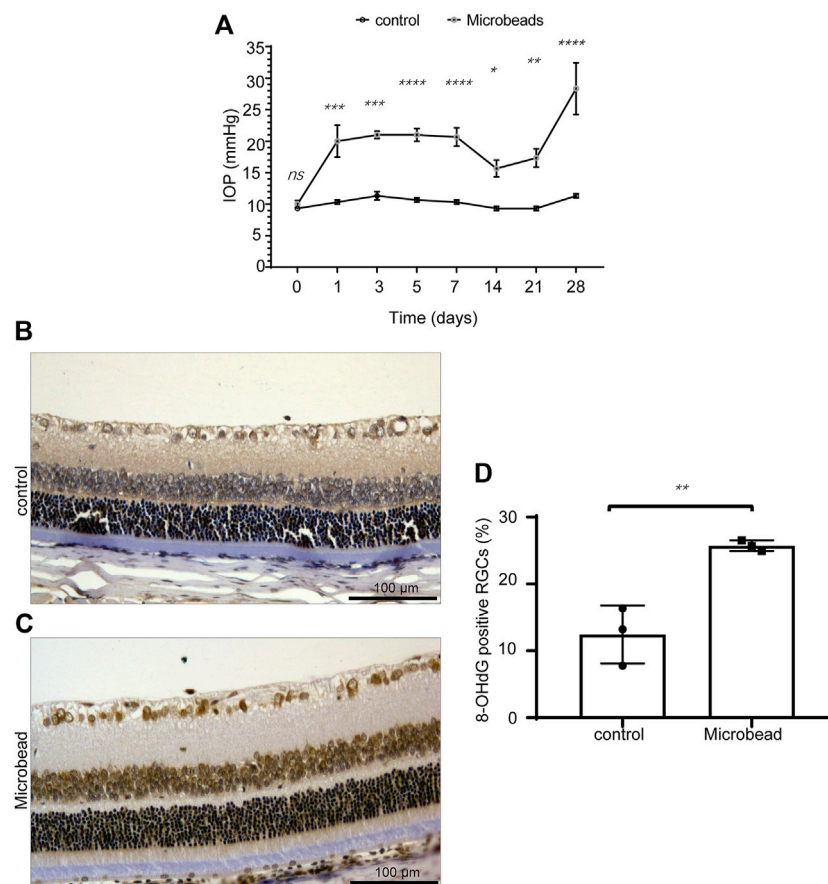 A
control
Microbeads
35
30
25
20
15
10
5
0
IOP (mmHg)
ns
***
***
****
****
*
**
****
0 1 3 5 7 14 21 28
Time (days)
B
control
100 µm
C
Microbead
100 µm
D
**
30
20
10
0
8-OHdG positive RGCs (%)
control
Microbead